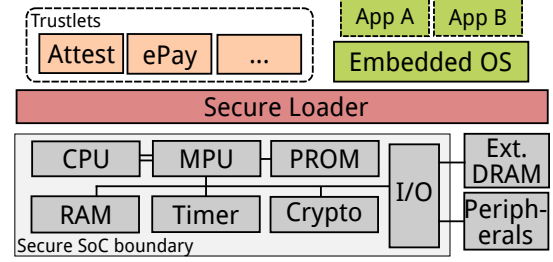 Trustlets
App A
App B
Attest
ePay
...
Embedded OS
Secure Loader
CPU
MPU
PROM
I/O
Ext.
DRAM
RAM
Timer
Crypto
Periph-
erals
Secure SoC boundary